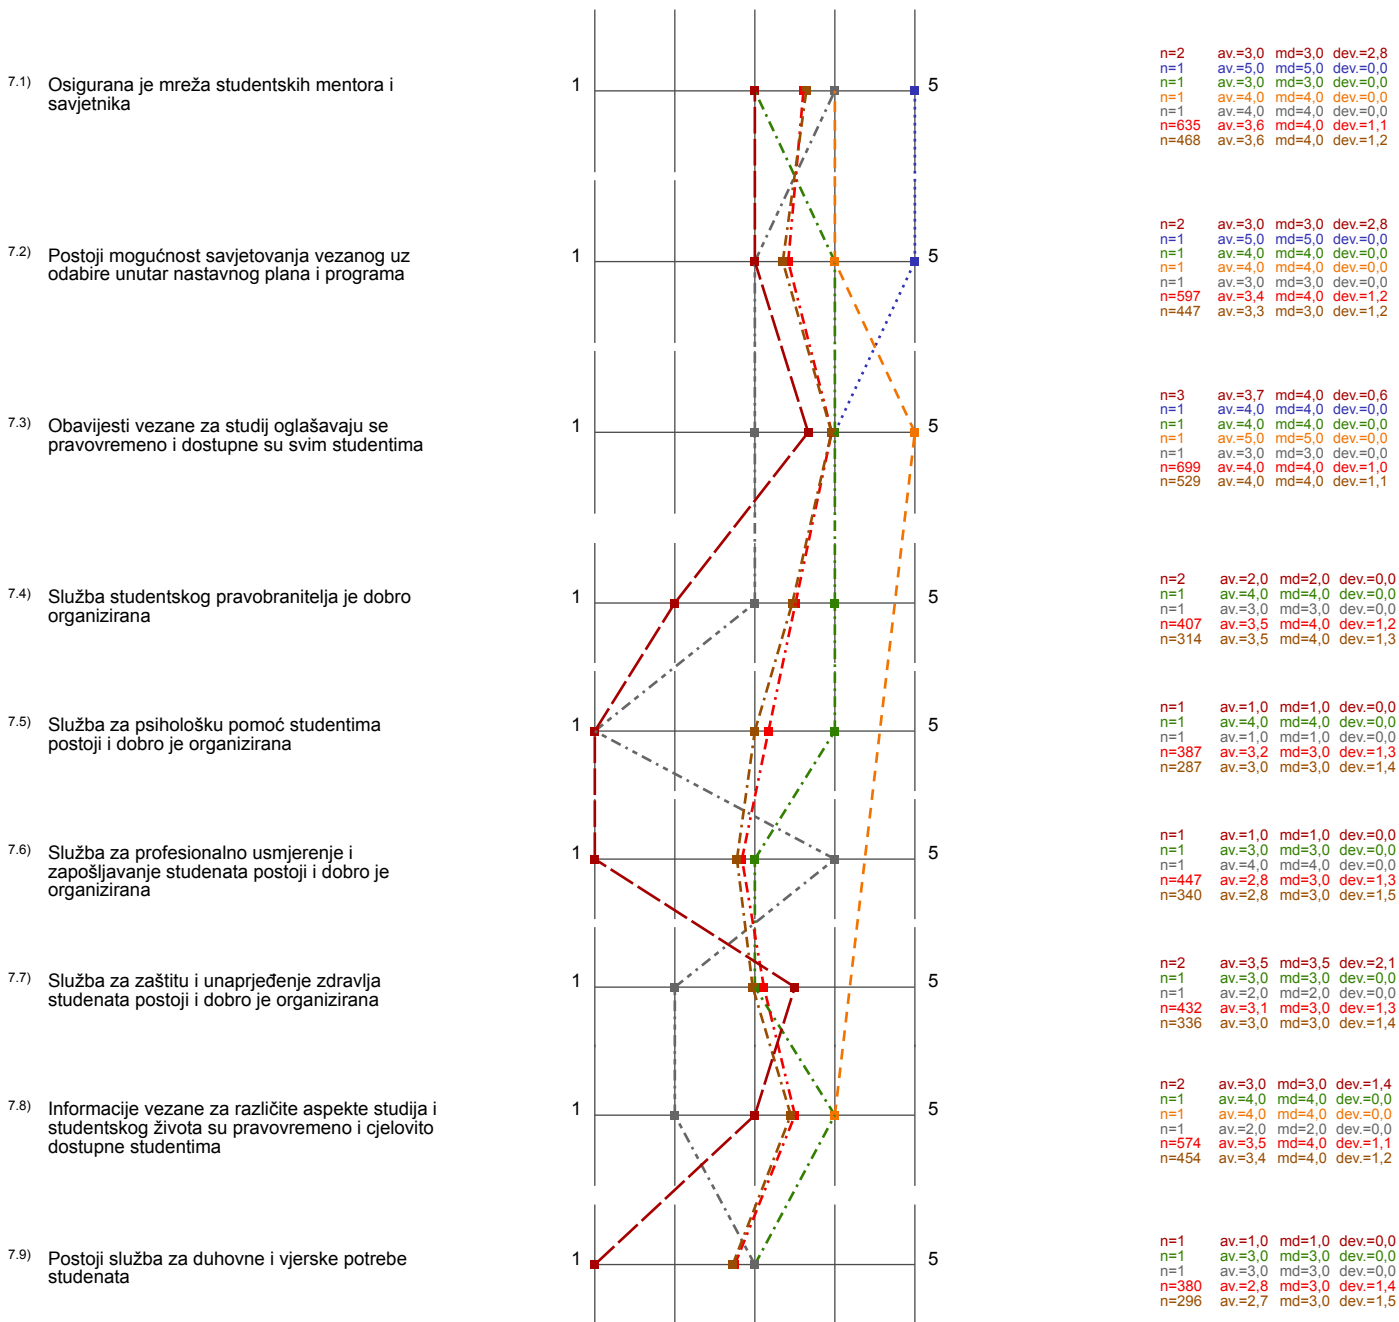 7.1) Osigurana je mreža studentskih mentora i
savjetnika
1
5
n=2 av.=3,0 md=3,0 dev.=2,8
n=1 av.=5,0 md=5,0 dev.=0,0
n=1 av.=3,0 md=3,0 dev.=0,0
n=1 av.=4,0 md=4,0 dev.=0,0
n=1 av.=4,0 md=4,0 dev.=0,0
n=635 av.=3,6 md=4,0 dev.=1,1
n=468 av.=3,6 md=4,0 dev.=1,2
7.2) Postoji mogućnost savjetovanja vezanog uz
odabire unutar nastavnog plana i programa
1
5
n=2 av.=3,0 md=3,0 dev.=2,8
n=1 av.=5,0 md=5,0 dev.=0,0
n=1 av.=4,0 md=4,0 dev.=0,0
n=1 av.=4,0 md=4,0 dev.=0,0
n=1 av.=3,0 md=3,0 dev.=0,0
n=597 av.=3,4 md=4,0 dev.=1,2
n=447 av.=3,3 md=3,0 dev.=1,2
7.3) Obavijesti vezane za studij oglašavaju se
pravovremeno i dostupne su svim studentima
1
5
n=3 av.=3,7 md=4,0 dev.=0,6
n=1 av.=4,0 md=4,0 dev.=0,0
n=1 av.=4,0 md=4,0 dev.=0,0
n=1 av.=5,0 md=5,0 dev.=0,0
n=1 av.=3,0 md=3,0 dev.=0,0
n=699 av.=4,0 md=4,0 dev.=1,0
n=529 av.=4,0 md=4,0 dev.=1,1
7.4) Služba studentskog pravobranitelja je dobro
organizirana
1
5
n=2 av.=2,0 md=2,0 dev.=0,0
n=1 av.=4,0 md=4,0 dev.=0,0
n=1 av.=3,0 md=3,0 dev.=0,0
n=407 av.=3,5 md=4,0 dev.=1,2
n=314 av.=3,5 md=4,0 dev.=1,3
7.5) Služba za psihološku pomoć studentima
postoji i dobro je organizirana
1
5
n=1 av.=1,0 md=1,0 dev.=0,0
n=1 av.=4,0 md=4,0 dev.=0,0
n=1 av.=1,0 md=1,0 dev.=0,0
n=387 av.=3,2 md=3,0 dev.=1,3
n=287 av.=3,0 md=3,0 dev.=1,4
7.6) Služba za profesionalno usmjerenje i
zapošljavanje studenata postoji i dobro je
organizirana
1
5
n=1 av.=1,0 md=1,0 dev.=0,0
n=1 av.=3,0 md=3,0 dev.=0,0
n=1 av.=4,0 md=4,0 dev.=0,0
n=447 av.=2,8 md=3,0 dev.=1,3
n=340 av.=2,8 md=3,0 dev.=1,5
7.7) Služba za zaštitu i unaprjeđenje zdravlja
studenata postoji i dobro je organizirana
1
5
n=2 av.=3,5 md=3,5 dev.=2,1
n=1 av.=3,0 md=3,0 dev.=0,0
n=1 av.=2,0 md=2,0 dev.=0,0
n=432 av.=3,1 md=3,0 dev.=1,3
n=336 av.=3,0 md=3,0 dev.=1,4
7.8) Informacije vezane za različite aspekte studija i
studentskog života su pravovremeno i cjelovito
dostupne studentima
1
5
n=2 av.=3,0 md=3,0 dev.=1,4
n=1 av.=4,0 md=4,0 dev.=0,0
n=1 av.=4,0 md=4,0 dev.=0,0
n=1 av.=2,0 md=2,0 dev.=0,0
n=574 av.=3,5 md=4,0 dev.=1,1
n=454 av.=3,4 md=4,0 dev.=1,2
7.9) Postoji služba za duhovne i vjerske potrebe
studenata
1
5
n=1 av.=1,0 md=1,0 dev.=0,0
n=1 av.=3,0 md=3,0 dev.=0,0
n=1 av.=3,0 md=3,0 dev.=0,0
n=380 av.=2,8 md=3,0 dev.=1,4
n=296 av.=2,7 md=3,0 dev.=1,5